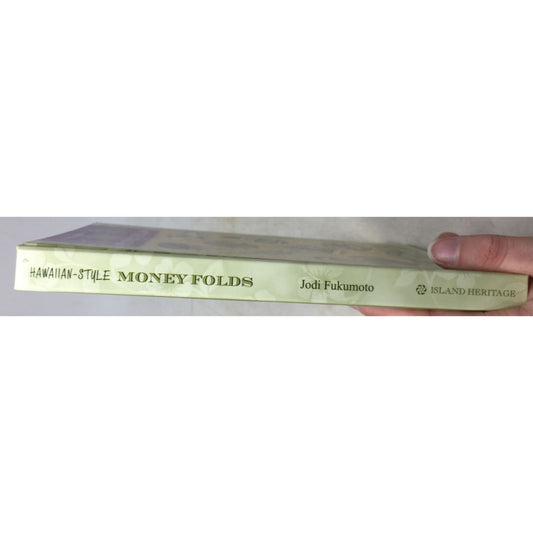 HAWAIIAN-STYLE MONEY FOLDS Jodi Fukumoto ISLAND HERITAGE